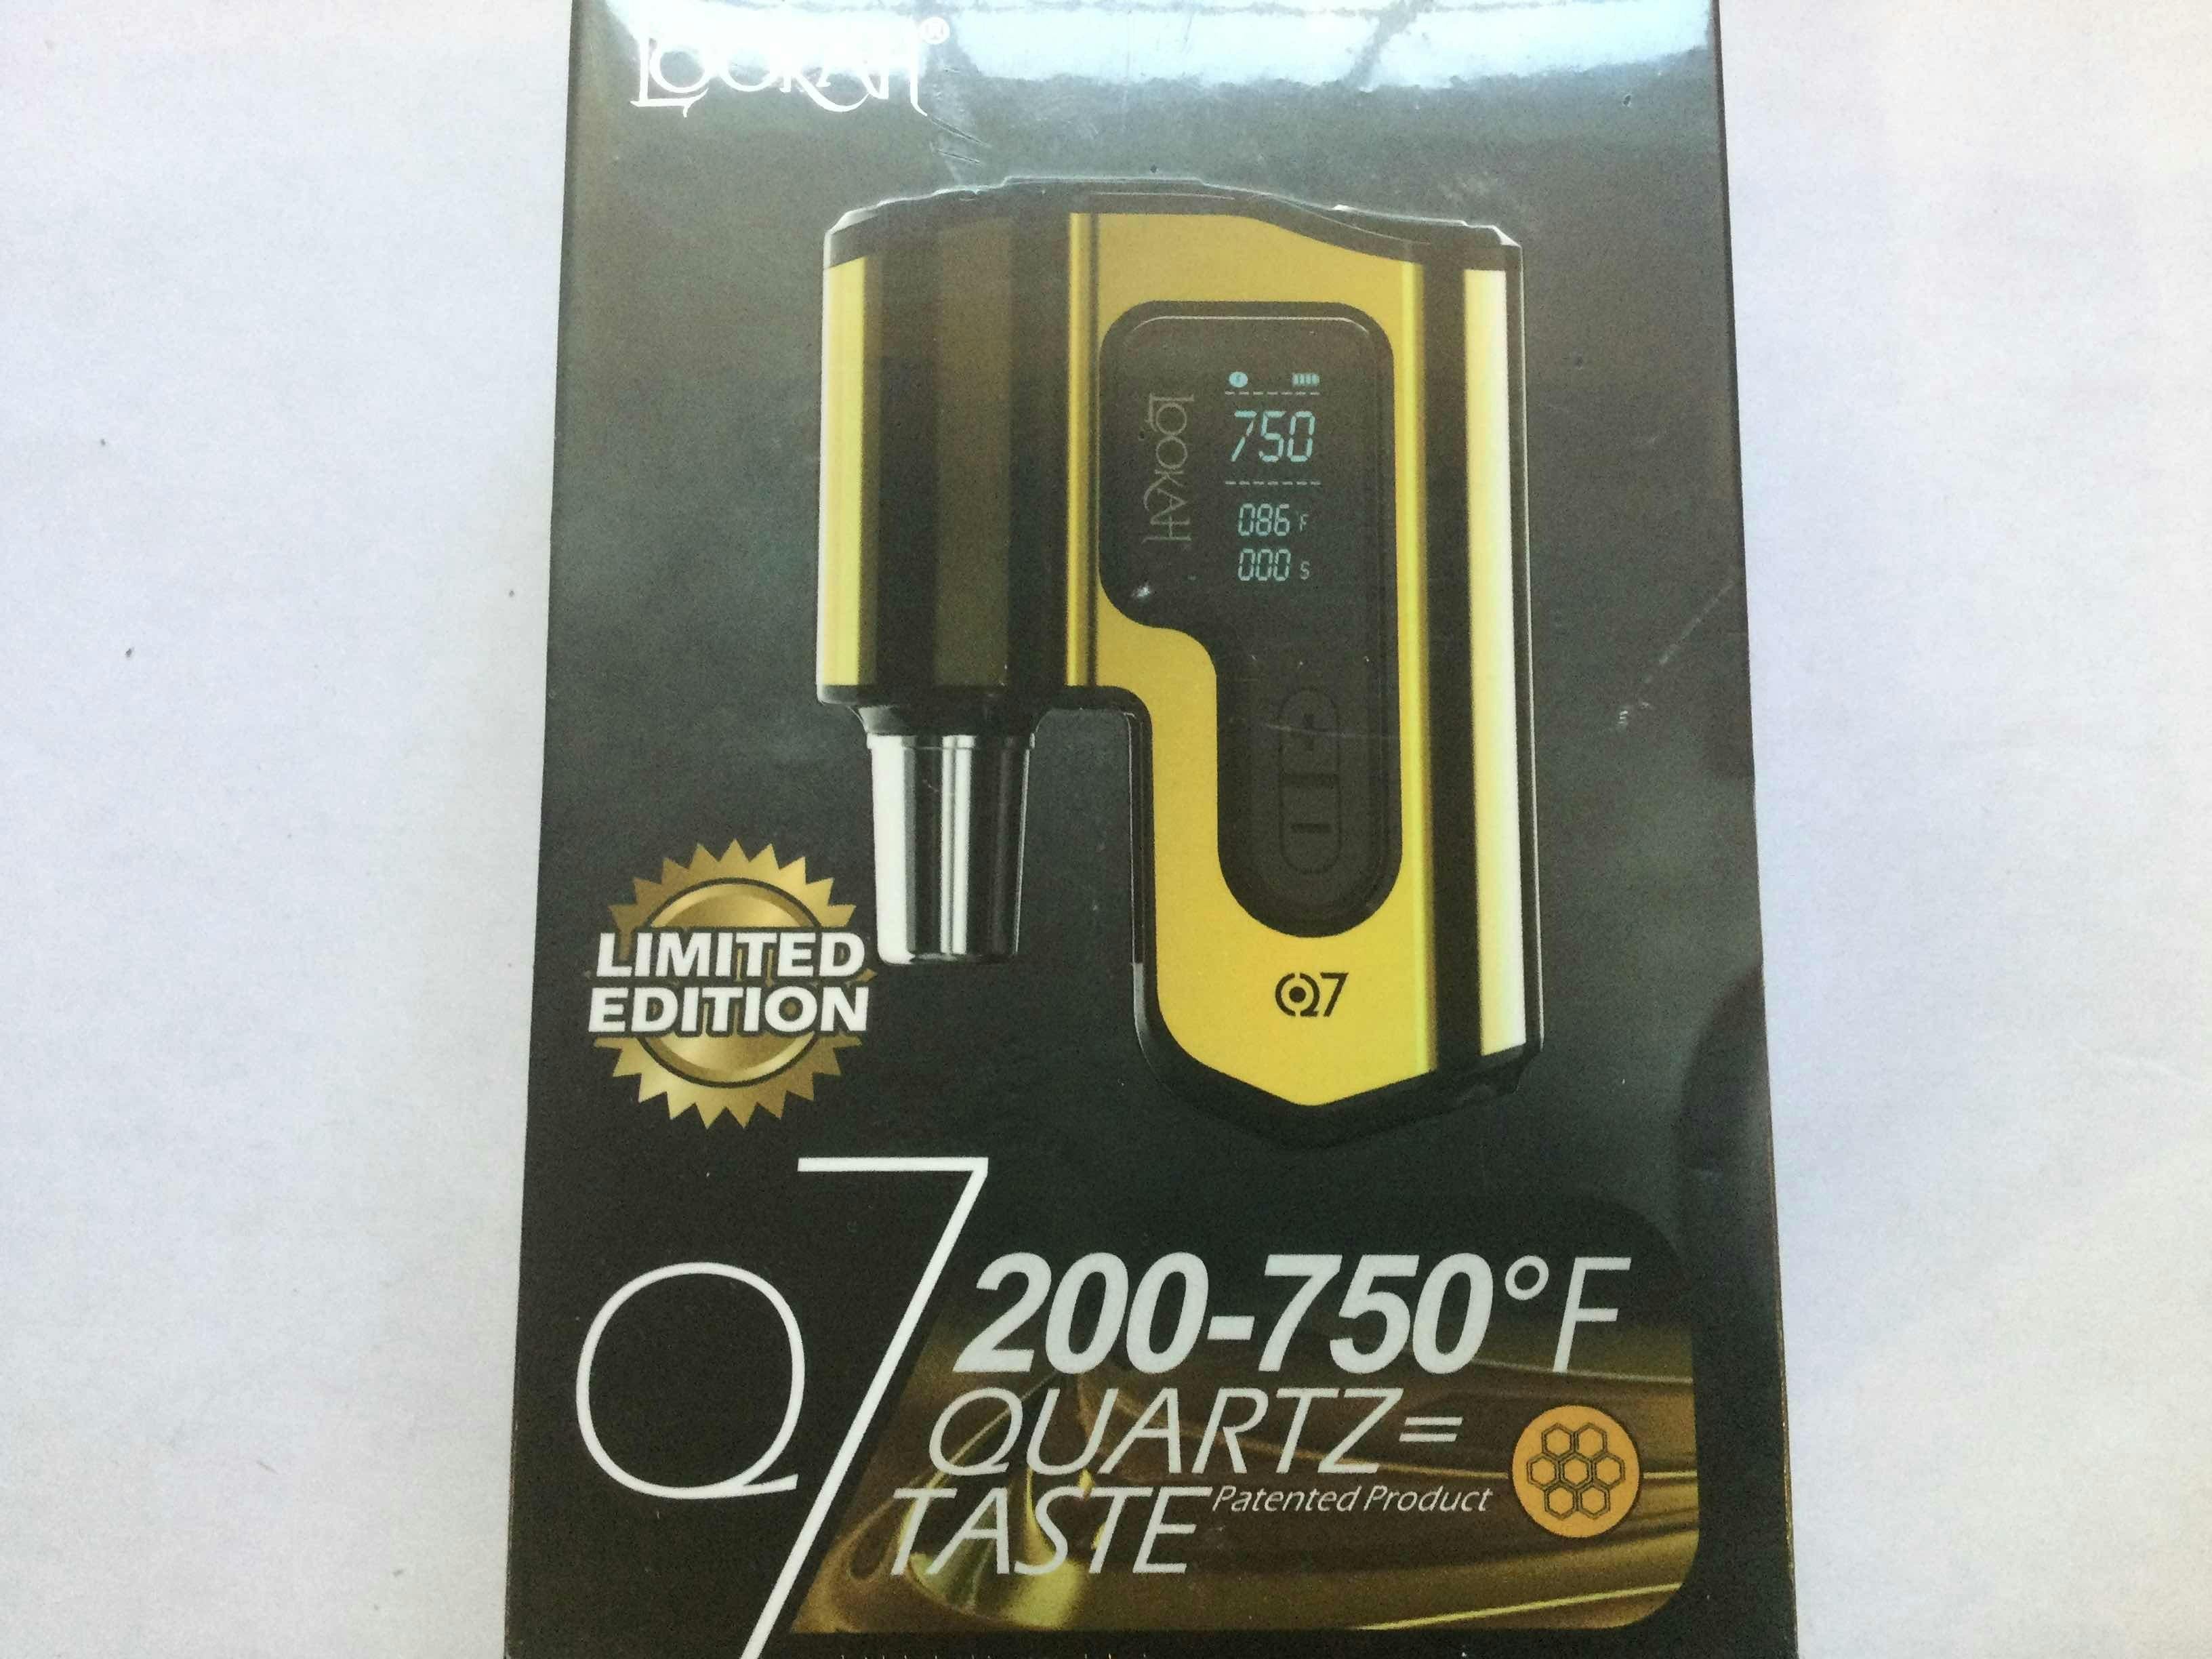 LOOKAH®
LOOKAH
750
086 F
000 S
LIMITED
EDITION
Q7
Q7
200-750°F
QUARTZ=
TASTE Patented Product